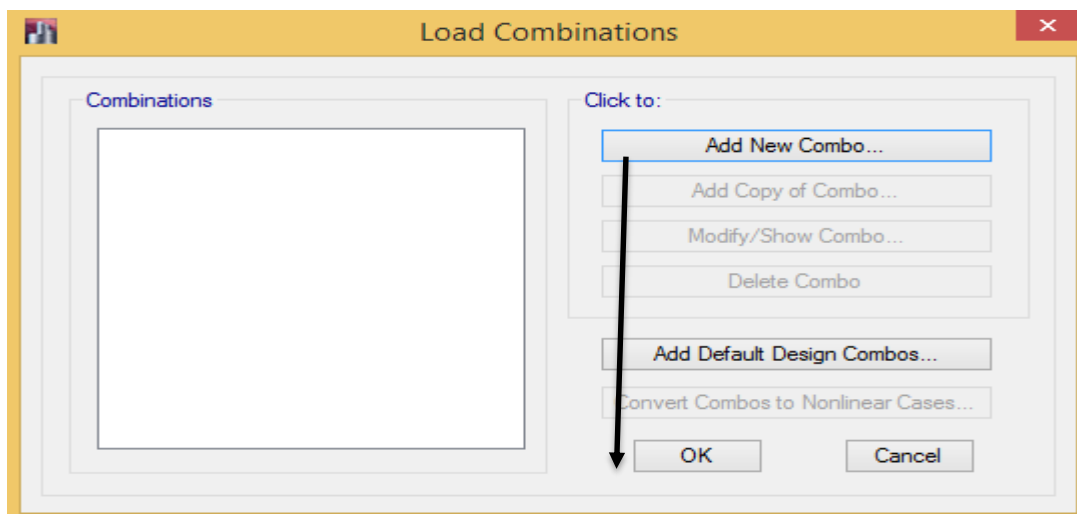 Load Combinations
Combinations
Click to:
Add New Combo...
Add Copy of Combo...
Modify/Show Combo...
Delete Combo
Add Default Design Combos...
Convert Combos to Nonlinear Cases...
OK
Cancel